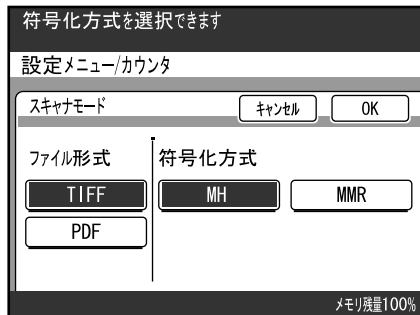 符号化方式を選択できます
設定メニュー/カウンタ
スキャナモード キャンセル OK
ファイル形式 符号化方式
TIFF MH MMR
PDF
メモリ残量100%